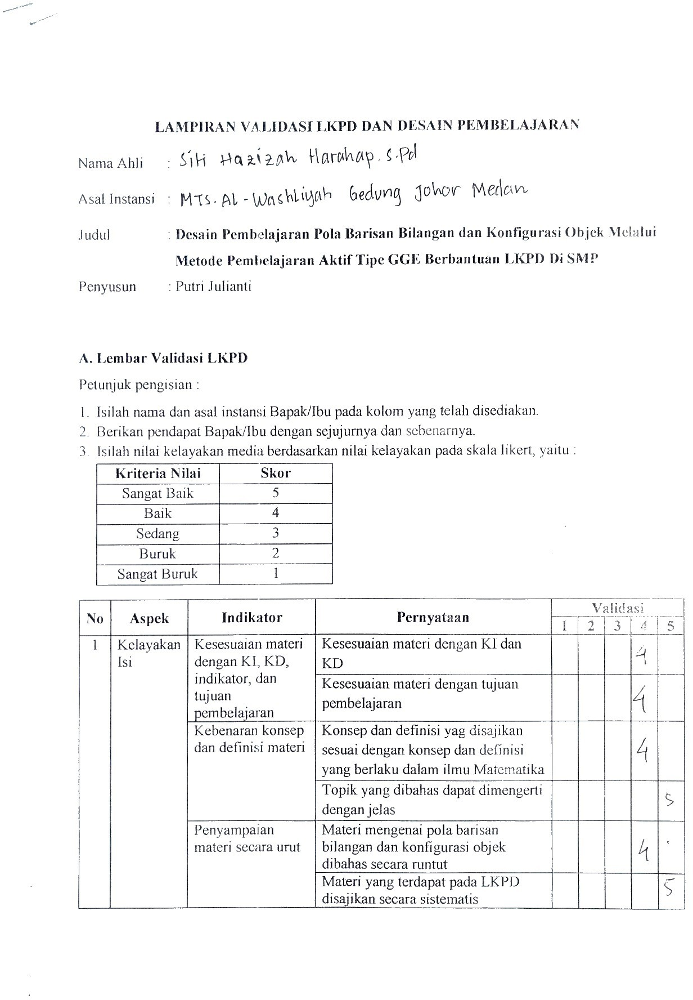 LAMPIRAN VALIDASI LKPD DAN DESAIN PEMBELAJARAN
Nama Ahli : Siti Hazizah Harahap. S.Pd
Asal Instansi : MTS. AL-Washliyah Gedung Johor Medan
Judul : Desain Pembelajaran Pola Barisan Bilangan dan Konfigurasi Objek Melalui
Metode Pembelajaran Aktif Tipe GGE Berbantuan LKPD Di SMP
Penyusun : Putri Julianti
A. Lembar Validasi LKPD
Petunjuk pengisian :
1. Isilah nama dan asal instansi Bapak/Ibu pada kolom yang telah disediakan.
2. Berikan pendapat Bapak/Ibu dengan sejujurnya dan sebenarnya.
3. Isilah nilai kelayakan media berdasarkan nilai kelayakan pada skala likert, yaitu :
Kriteria Nilai Skor
Sangat Baik 5
Baik 4
Sedang 3
Buruk 2
Sangat Buruk 1
No Aspek Indikator Pernyataan Validasi
1 2 3 4 5
1 Kelayakan Isi
Kesesuaian materi
dengan KI, KD,
indikator, dan
tujuan
pembelajaran
Kesesuaian materi dengan KI dan
KD
4
Kesesuaian materi dengan tujuan
pembelajaran
4
Kebenaran konsep
dan definisi materi
Konsep dan definisi yag disajikan
sesuai dengan konsep dan definisi
yang berlaku dalam ilmu Matematika
4
Topik yang dibahas dapat dimengerti
dengan jelas
5
Penyampaian
materi secara urut
Materi mengenai pola barisan
bilangan dan konfigurasi objek
dibahas secara runtut
4
Materi yang terdapat pada LKPD
disajikan secara sistematis
5